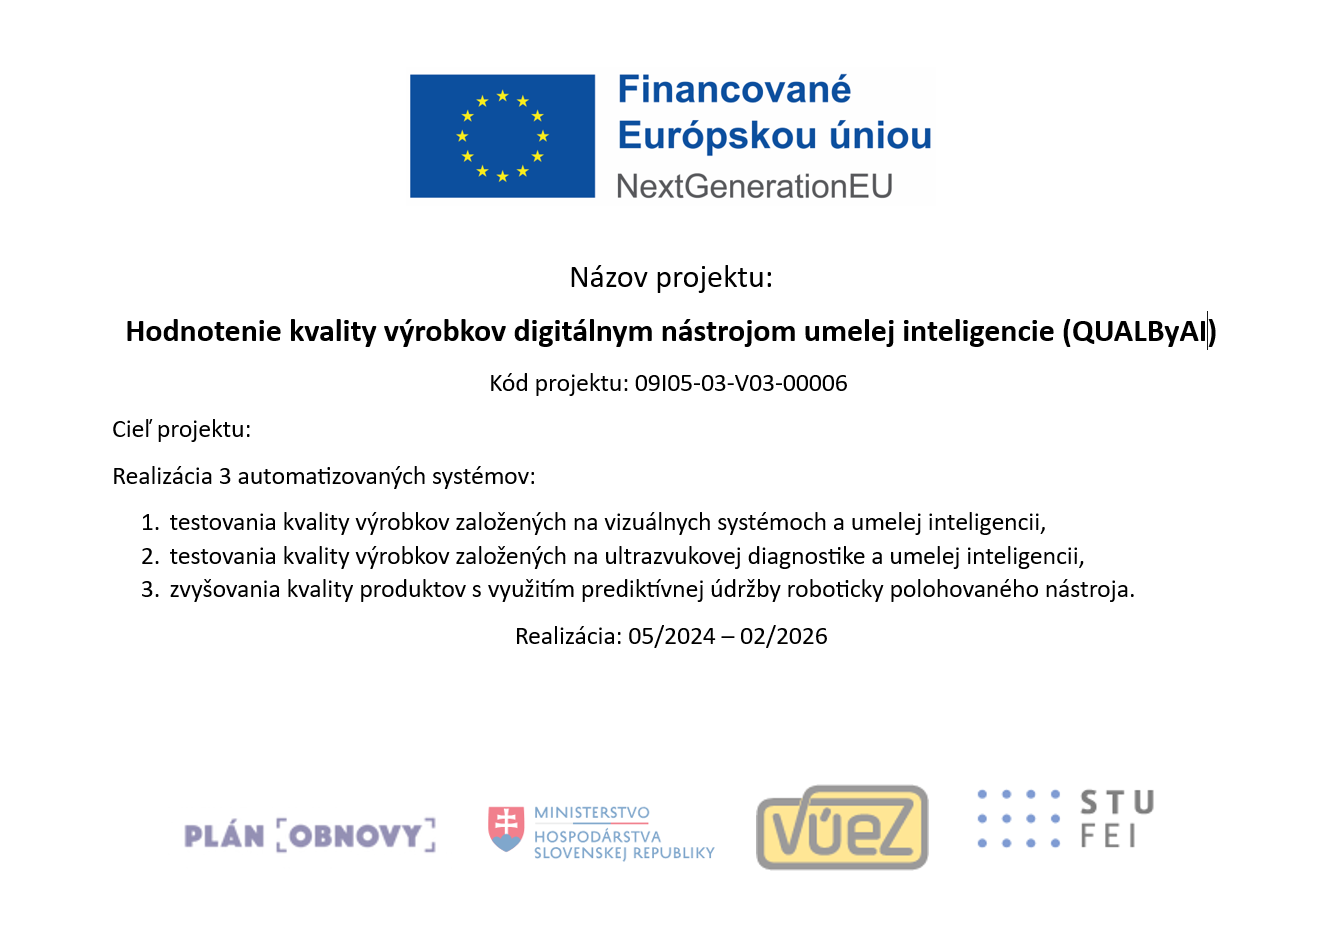 Financované
Európskou úniou
NextGenerationEU
Názov projektu:
Hodnotenie kvality výrobkov digitálnym nástrojom umelej inteligencie (QUALByAI)
Kód projektu: 09I05-03-V03-00006
Cieľ projektu:
Realizácia 3 automatizovaných systémov:
1. testovania kvality výrobkov založených na vizuálnych systémoch a umelej inteligencii,
2. testovania kvality výrobkov založených na ultrazvukovej diagnostike a umelej inteligencii,
3. zvyšovania kvality produktov s využitím prediktívnej údržby roboticky polohovaného nástroja.
Realizácia: 05/2024 – 02/2026
PLÁN [OBNOVY]
MINISTERSTVO
HOSPODÁRSTVA
SLOVENSKEJ REPUBLIKY
VÚEZ
STU
FEI